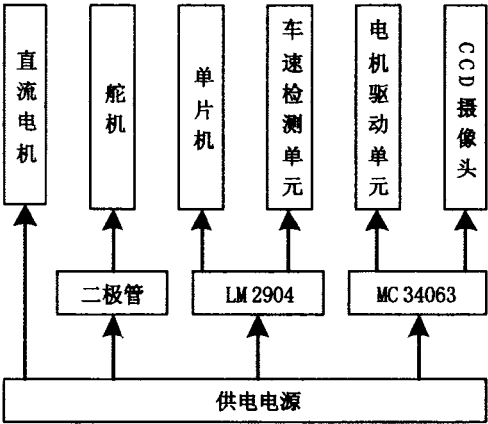 直流电机
舵机
单片机
车速检测单元
电机驱动单元
CCD摄像头
二极管
LM2904
MC34063
供电电源